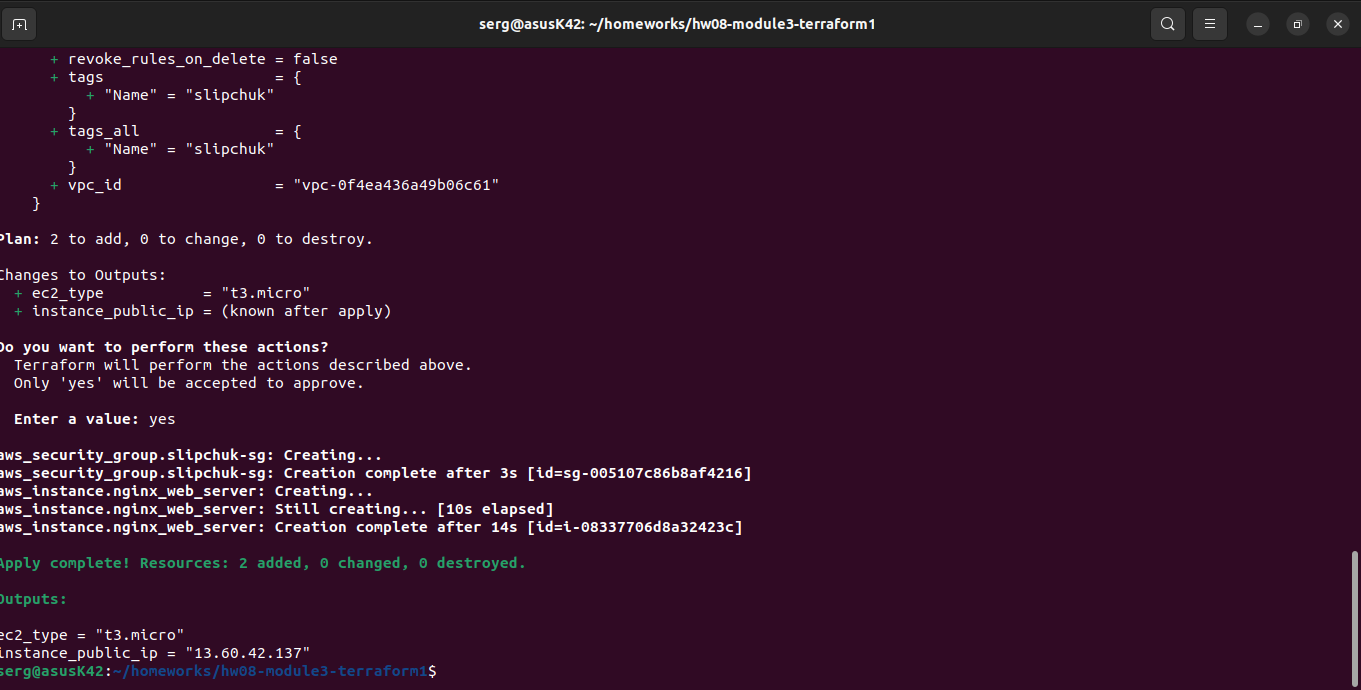 serg@asusK42: ~/homeworks/hw08-module3-terraform1
+ revoke_rules_on_delete = false
+ tags                   = {
+ "Name" = "slipchuk"
}
+ tags_all               = {
+ "Name" = "slipchuk"
}
+ vpc_id                 = "vpc-0f4ea436a49b06c61"
}
Plan: 2 to add, 0 to change, 0 to destroy.
Changes to Outputs:
+ ec2_type           = "t3.micro"
+ instance_public_ip = (known after apply)
Do you want to perform these actions?
Terraform will perform the actions described above.
Only 'yes' will be accepted to approve.
Enter a value: yes
aws_security_group.slipchuk-sg: Creating...
aws_security_group.slipchuk-sg: Creation complete after 3s [id=sg-005107c86b8af4216]
aws_instance.nginx_web_server: Creating...
aws_instance.nginx_web_server: Still creating... [10s elapsed]
aws_instance.nginx_web_server: Creation complete after 14s [id=i-08337706d8a32423c]
Apply complete! Resources: 2 added, 0 changed, 0 destroyed.
Outputs:
ec2_type = "t3.micro"
instance_public_ip = "13.60.42.137"
serg@asusK42:~/homeworks/hw08-module3-terraform1$